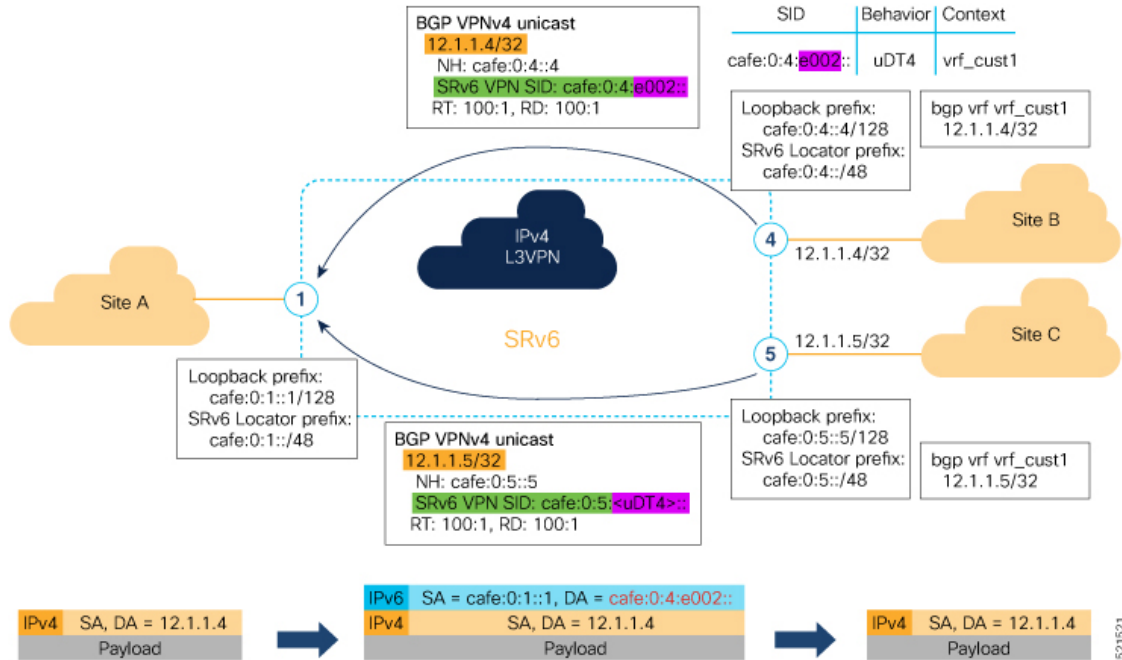 BGP VPNv4 unicast
12.1.1.4/32
NH: cafe:0:4::4
SRv6 VPN SID: cafe:0:4:e002::
RT: 100:1, RD: 100:1
SID Behavior Context
cafe:0:4:e002:: uDT4 vrf_cust1
Loopback prefix:
cafe:0:4::4/128
SRv6 Locator prefix:
cafe:0:4::/48
bgp vrf vrf_cust1
12.1.1.4/32
IPv4
L3VPN
4
Site B
12.1.1.4/32
Site A
1
SRv6
5
12.1.1.5/32
Site C
Loopback prefix:
cafe:0:1::1/128
SRv6 Locator prefix:
cafe:0:1::/48
BGP VPNv4 unicast
12.1.1.5/32
NH: cafe:0:5::5
SRv6 VPN SID: cafe:0:5:<uDT4>::
RT: 100:1, RD: 100:1
Loopback prefix:
cafe:0:5::5/128
SRv6 Locator prefix:
cafe:0:5::/48
bgp vrf vrf_cust1
12.1.1.5/32
IPv4 SA, DA = 12.1.1.4
Payload
IPv6 SA = cafe:0:1::1, DA = cafe:0:4:e002::
IPv4 SA, DA = 12.1.1.4
Payload
IPv4 SA, DA = 12.1.1.4
Payload
521521